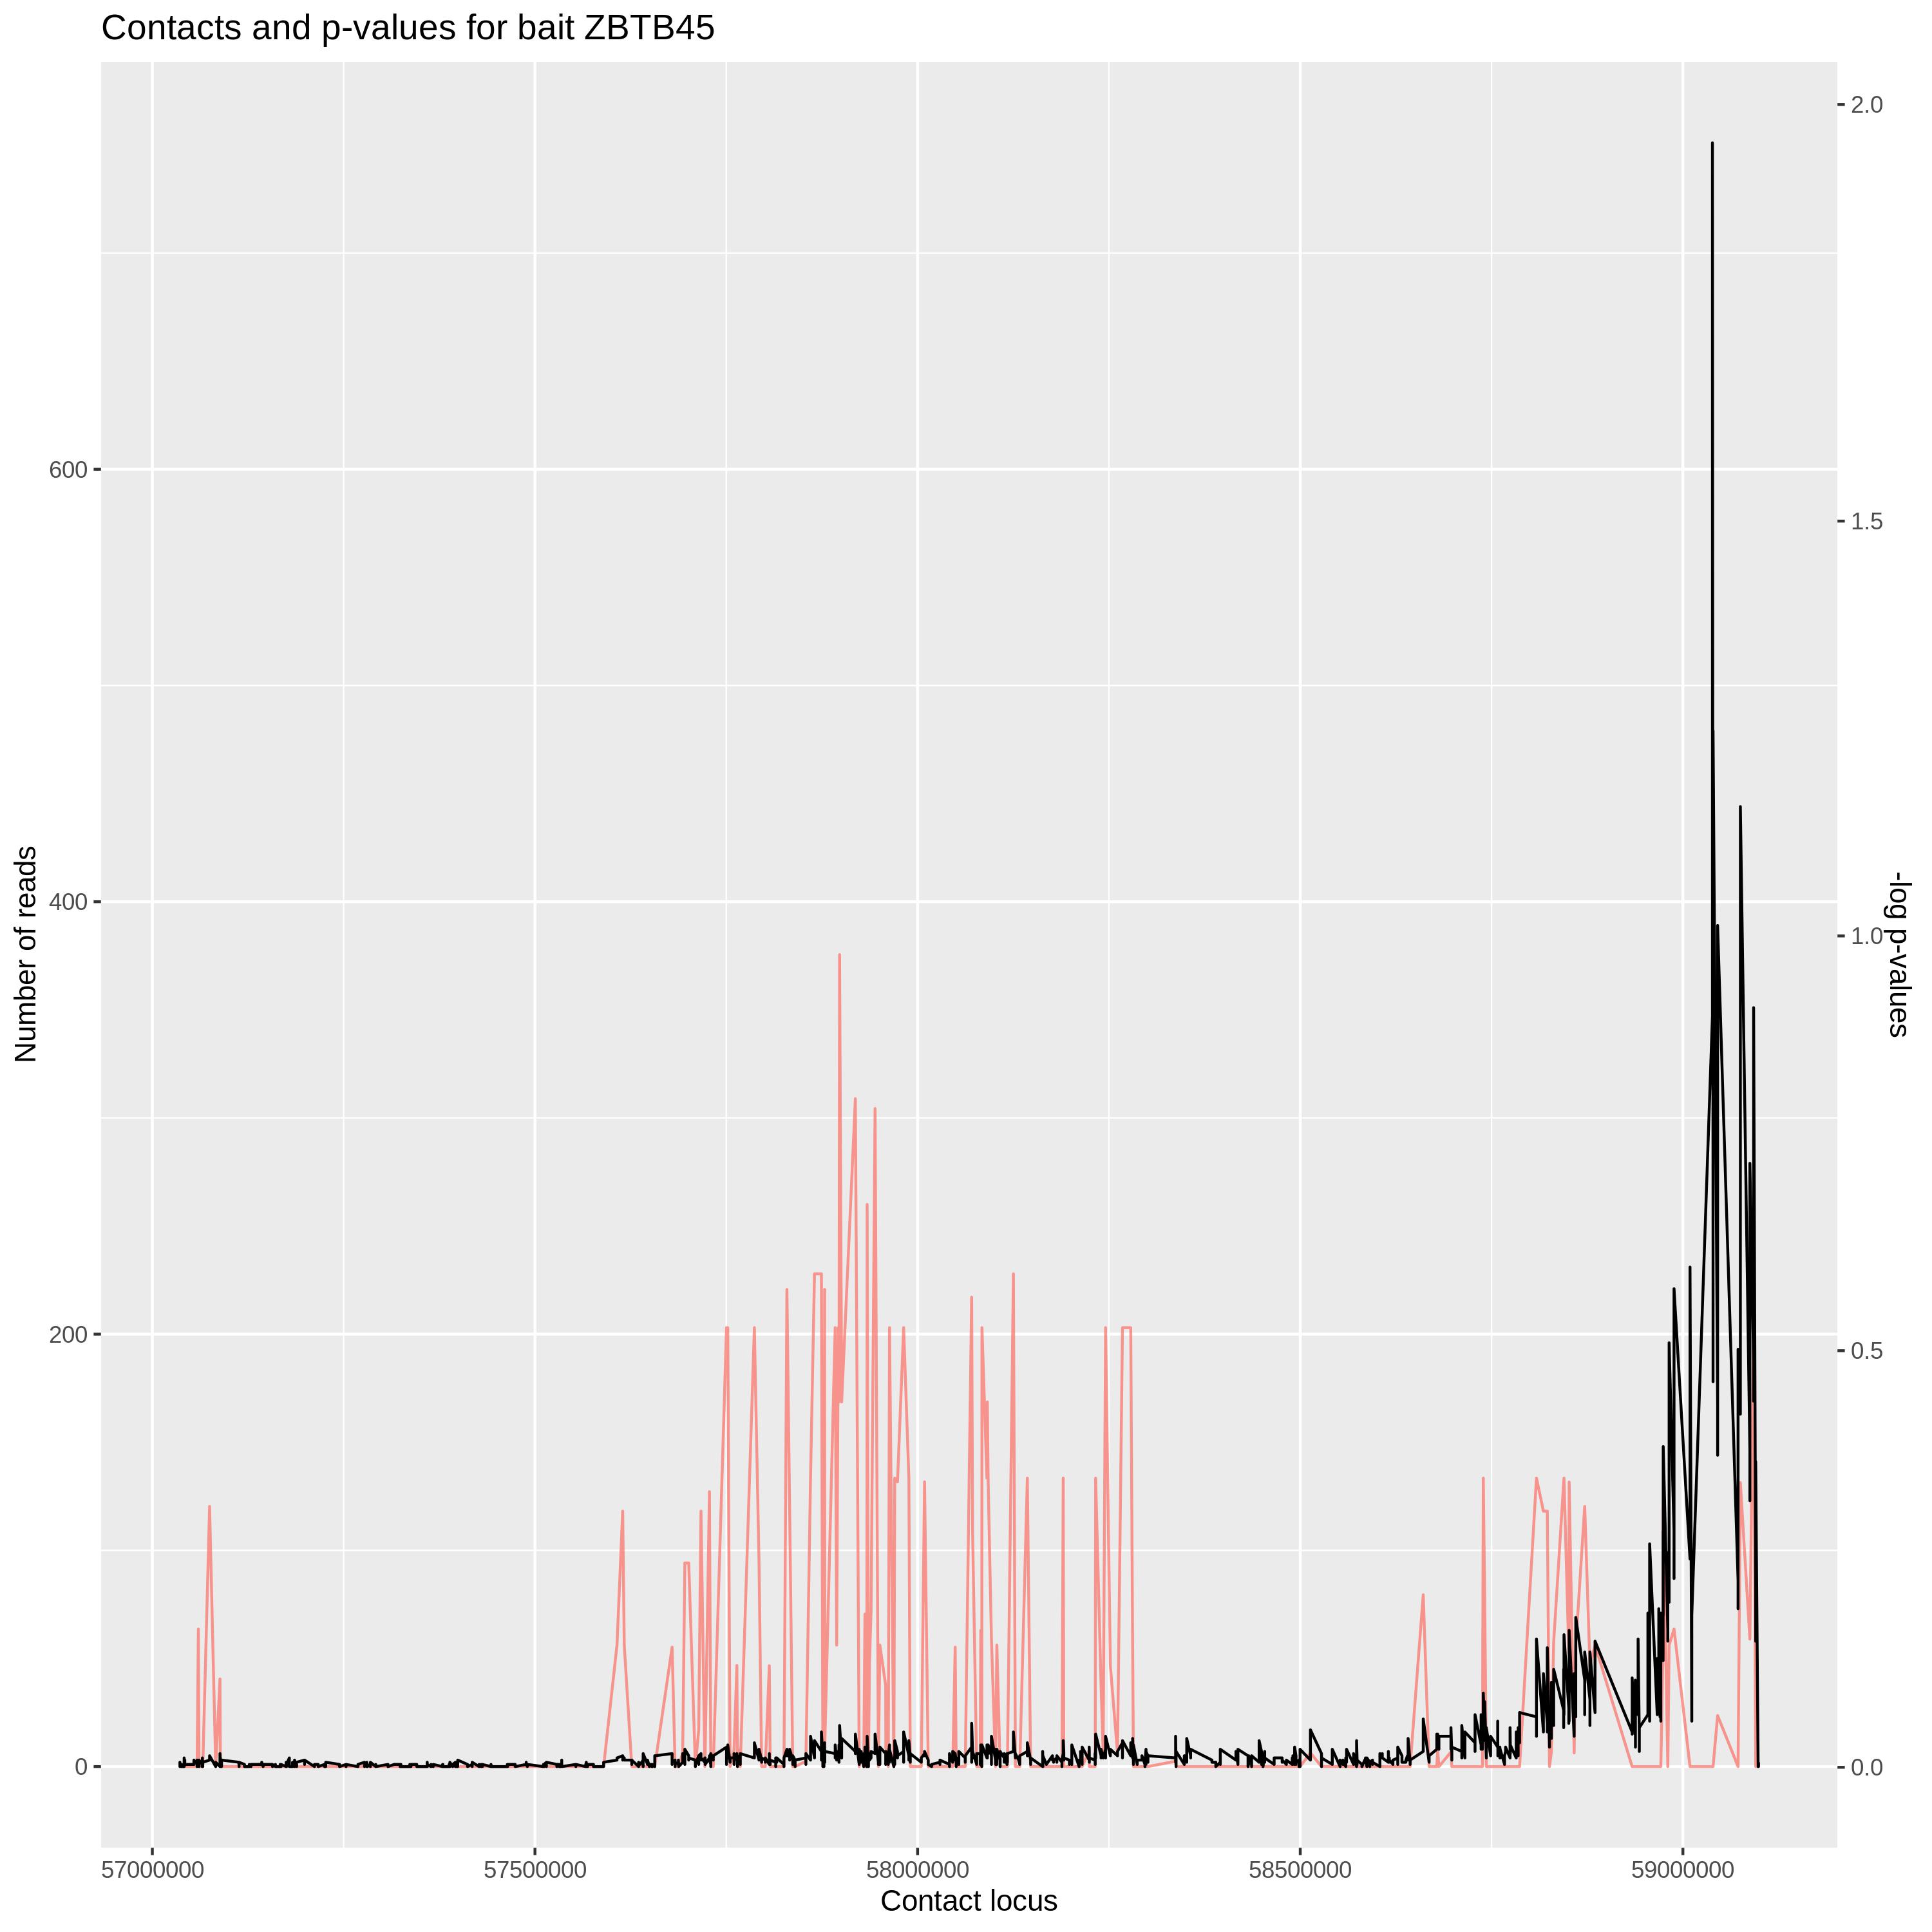 Contacts and p-values for bait ZBTB45
Number of reads
600
400
200
0
2.0
1.5
1.0
0.5
0.0
-log p-values
57000000 57500000 58000000 58500000 59000000
Contact locus